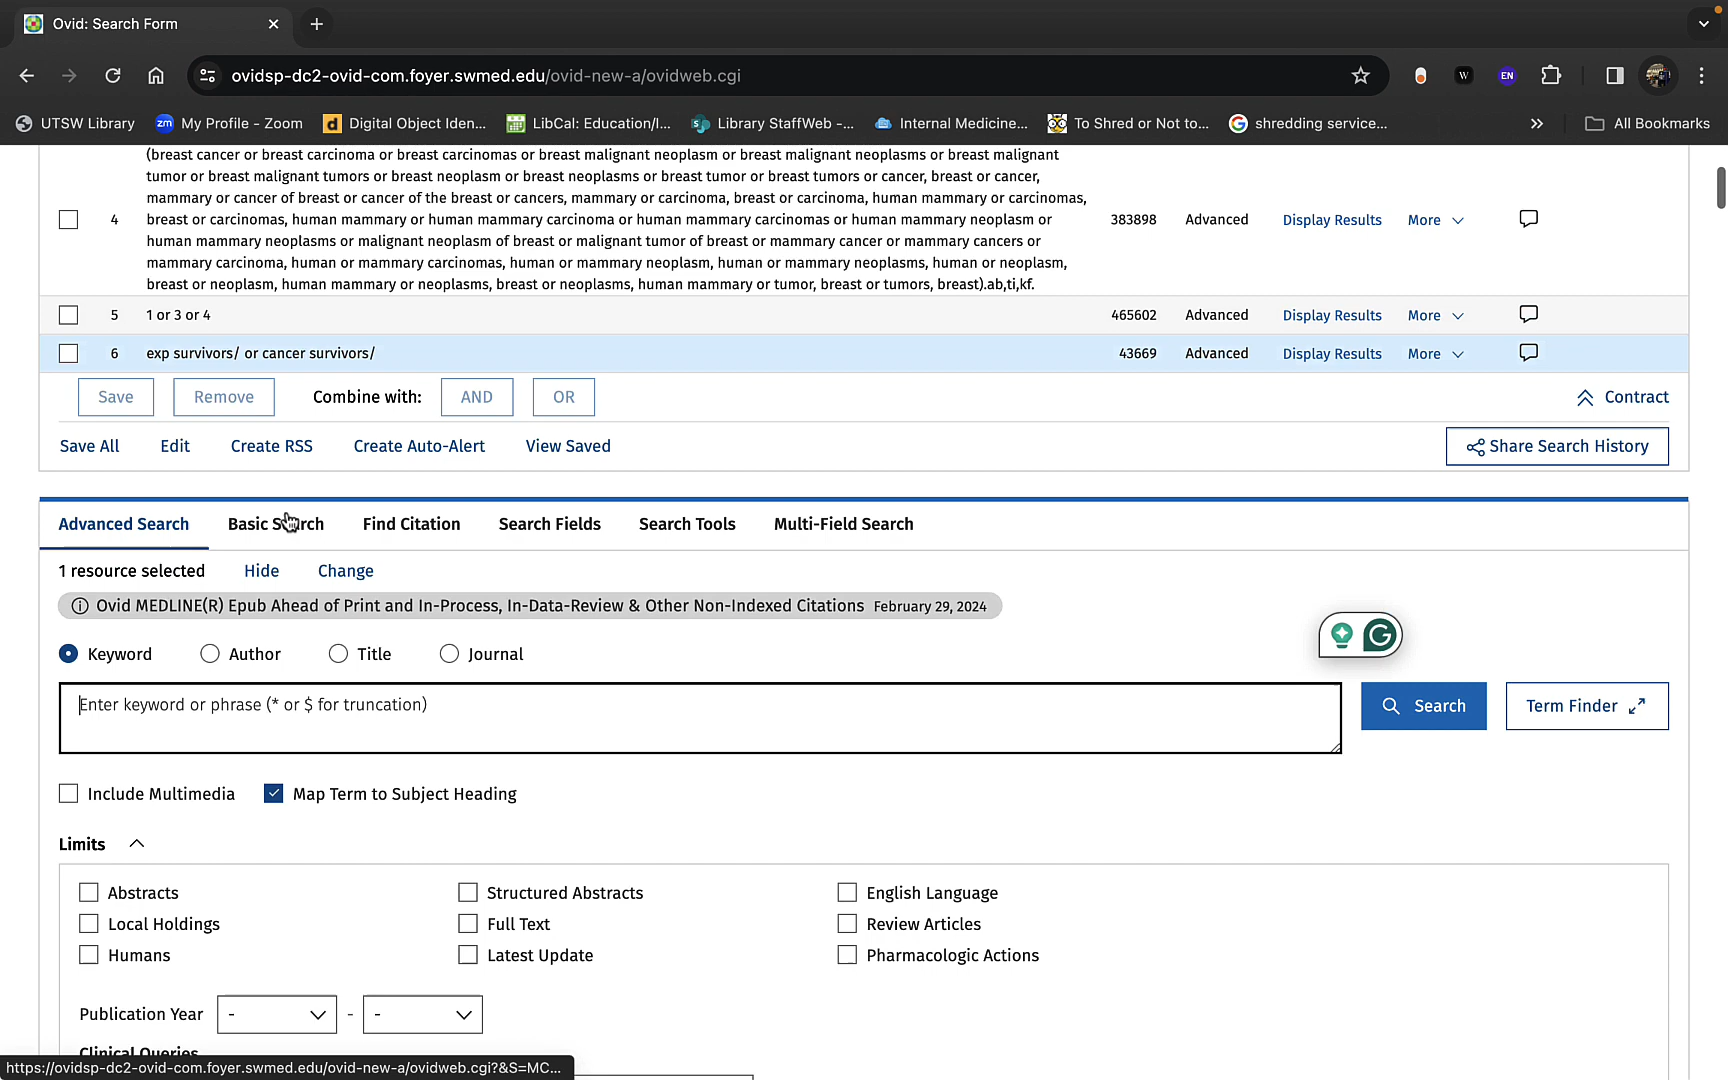 Ovid: Search Form
ovidsp-dc2-ovid-com.foyer.swmed.edu/ovid-new-a/ovidweb.cgi
W
EN
UTSW Library
zm My Profile - Zoom
d Digital Object Iden...
LibCal: Education/I...
Library StaffWeb -...
Internal Medicine...
To Shred or Not to...
shredding service...
All Bookmarks
(breast cancer or breast carcinoma or breast carcinomas or breast malignant neoplasm or breast malignant neoplasms or breast malignant
tumor or breast malignant tumors or breast neoplasm or breast neoplasms or breast tumor or breast tumors or cancer, breast or cancer,
mammary or cancer of breast or cancer of the breast or cancers, mammary or carcinoma, breast or carcinoma, human mammary or carcinomas,
4 breast or carcinomas, human mammary or human mammary carcinoma or human mammary carcinomas or human mammary neoplasm or 383898 Advanced Display Results More
human mammary neoplasms or malignant neoplasm of breast or malignant tumor of breast or mammary cancer or mammary cancers or
mammary carcinoma, human or mammary carcinomas, human or mammary neoplasm, human or mammary neoplasms, human or neoplasm,
breast or neoplasm, human mammary or neoplasms, breast or neoplasms, human mammary or tumor, breast or tumors, breast).ab,ti,kf.
5 1 or 3 or 4 465602 Advanced Display Results More
6 exp survivors/ or cancer survivors/ 43669 Advanced Display Results More
Save Remove Combine with: AND OR Contract
Save All Edit Create RSS Create Auto-Alert View Saved Share Search History
Advanced Search Basic Search Find Citation Search Fields Search Tools Multi-Field Search
1 resource selected Hide Change
Ovid MEDLINE(R) Epub Ahead of Print and In-Process, In-Data-Review & Other Non-Indexed Citations February 29, 2024
Keyword Author Title Journal
Enter keyword or phrase (* or $ for truncation)
Search Term Finder
Include Multimedia Map Term to Subject Heading
Limits
Abstracts Structured Abstracts English Language
Local Holdings Full Text Review Articles
Humans Latest Update Pharmacologic Actions
Publication Year - - -
Clinical Queries
https://ovidsp-dc2-ovid-com.foyer.swmed.edu/ovid-new-a/ovidweb.cgi?&S=MC...